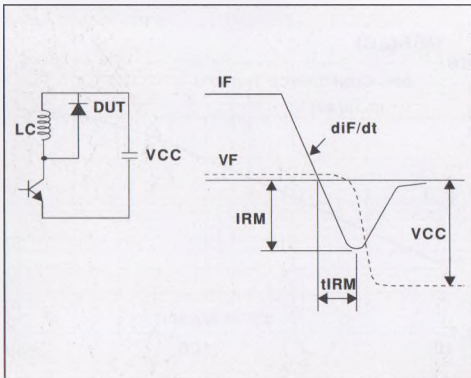 DUT
LC
VCC
IF
diF/dt
VF
IRM
VCC
tIRM